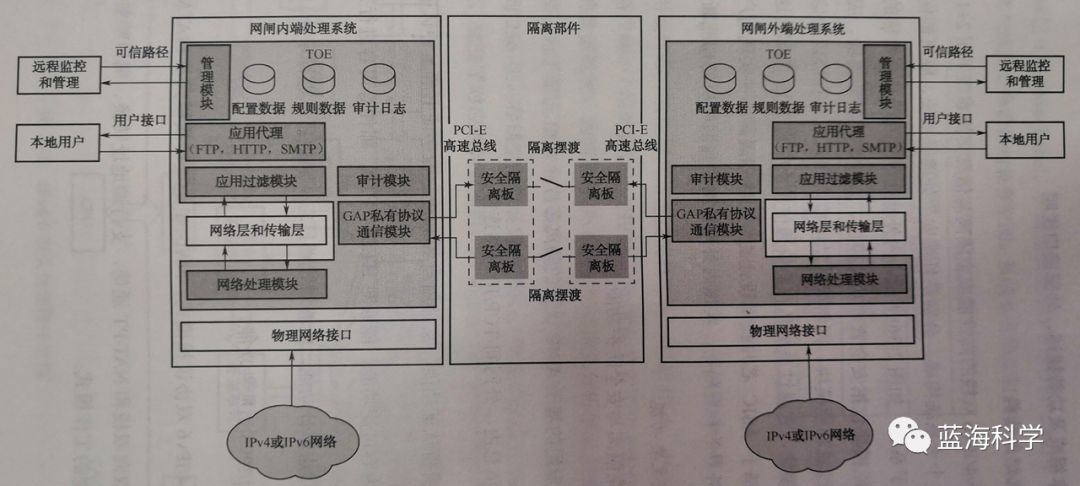 网闸内端处理系统
隔离部件
网闸外端处理系统
可信路径
远程监控
和管理
管理模块
TOE
配置数据
规则数据
审计日志
用户接口
本地用户
应用代理
(FTP, HTTP, SMTP)
应用过滤模块
审计模块
网络层和传输层
GAP私有协议
通信模块
网络处理模块
物理网络接口
IPv4或IPv6网络
PCI-E
高速总线
隔离摆渡
PCI-E
高速总线
安全隔
离板
安全隔
离板
安全隔
离板
安全隔
离板
隔离摆渡
TOE
配置数据
规则数据
审计日志
管理模块
可信路径
远程监控
和管理
用户接口
本地用户
应用代理
(FTP, HTTP, SMTP)
审计模块
应用过滤模块
GAP私有协议
通信模块
网络层和传输层
网络处理模块
物理网络接口
IPv4或IPv6网络
蓝海科学